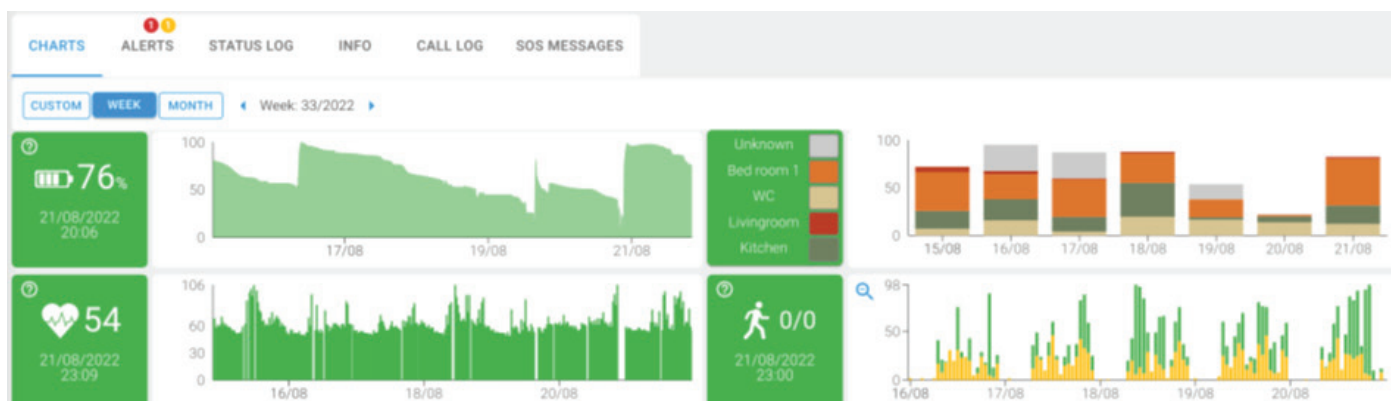 1 1
CHARTS ALERTS STATUS LOG INFO CALL LOG SOS MESSAGES
CUSTOM WEEK MONTH Week: 33/2022
76%
21/08/2022
20:06
100
50
0
17/08 19/08 21/08
Unknown
Bed room 1
WC
Livingroom
Kitchen
100
50
0
15/08 16/08 17/08 18/08 19/08 20/08 21/08
54
21/08/2022
23:09
106
60
30
0
16/08 18/08 20/08
0/0
21/08/2022
23:00
98
50
0
16/08 17/08 18/08 19/08 20/08